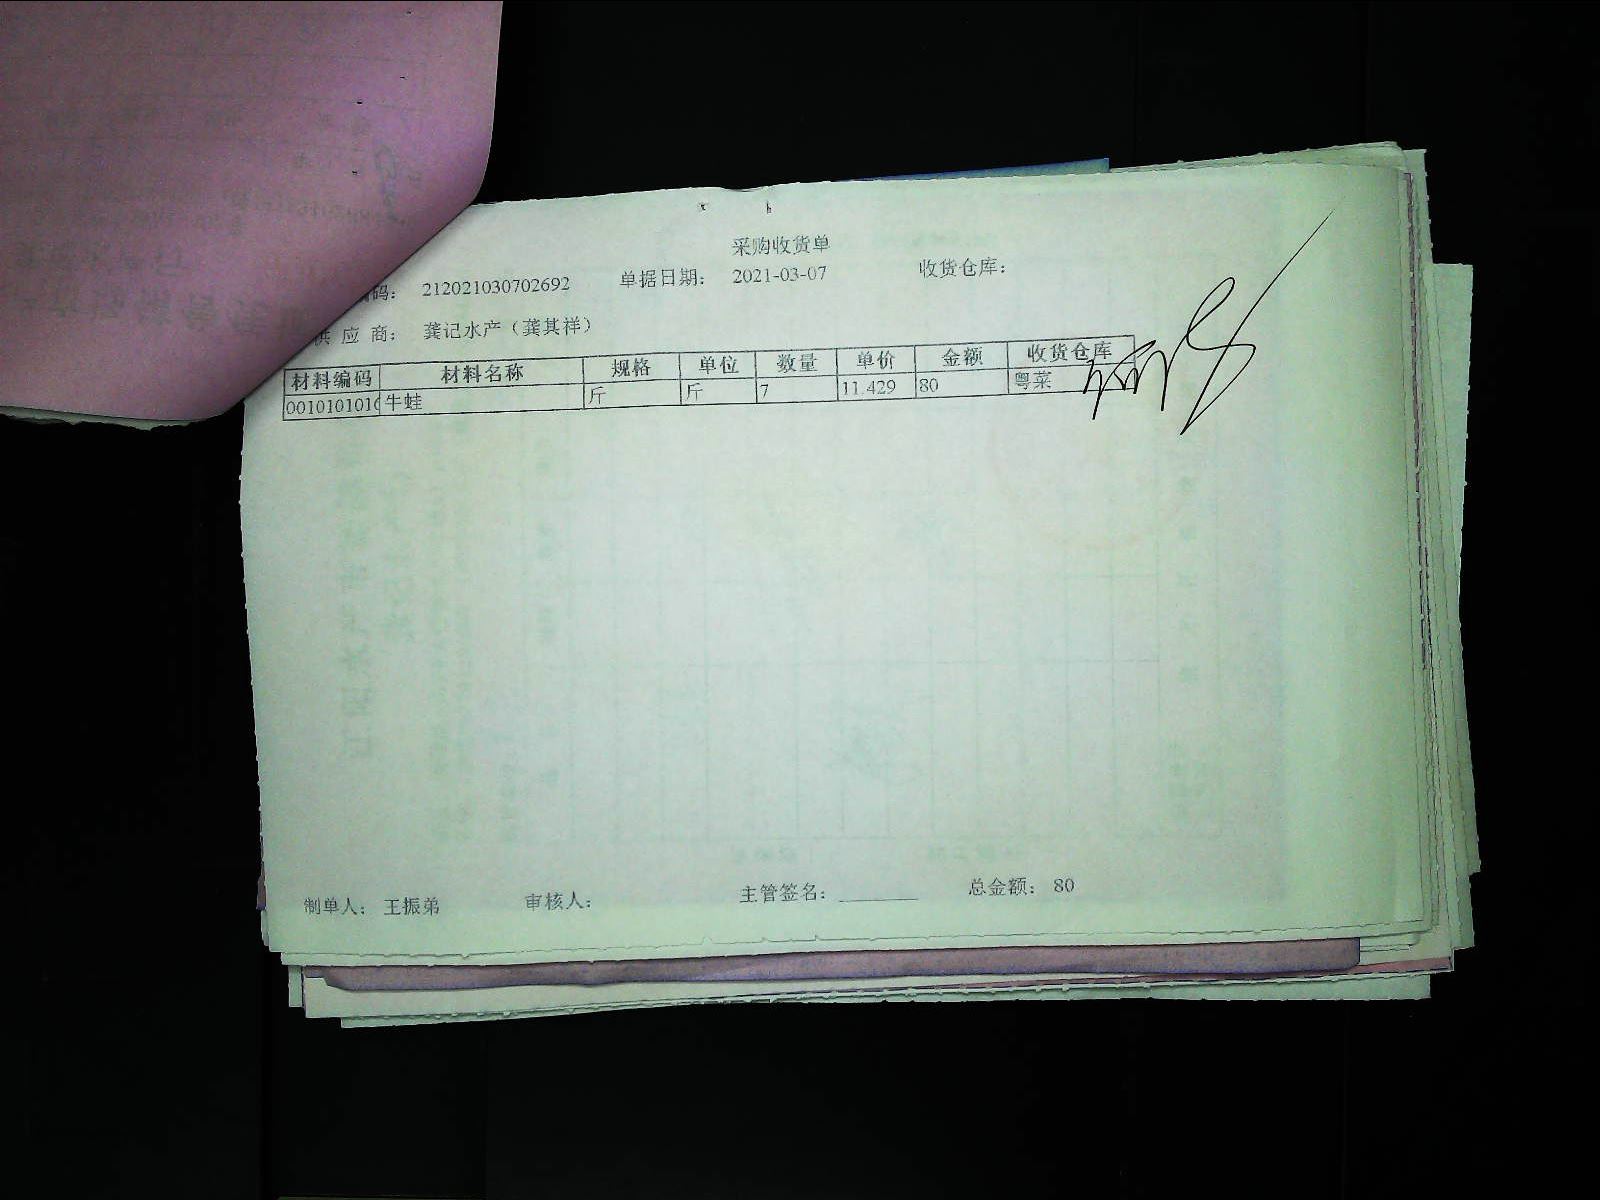 采购收货单
编码: 212021030702692 单据日期: 2021-03-07 收货仓库:
供应商: 龚记水产（龚其祥）
材料编码 材料名称 规格 单位 数量 单价 金额 收货仓库
0010101010 牛蛙 斤 斤 7 11.429 80 粤菜
制单人: 王振弟 审核人: 主管签名: ________ 总金额: 80